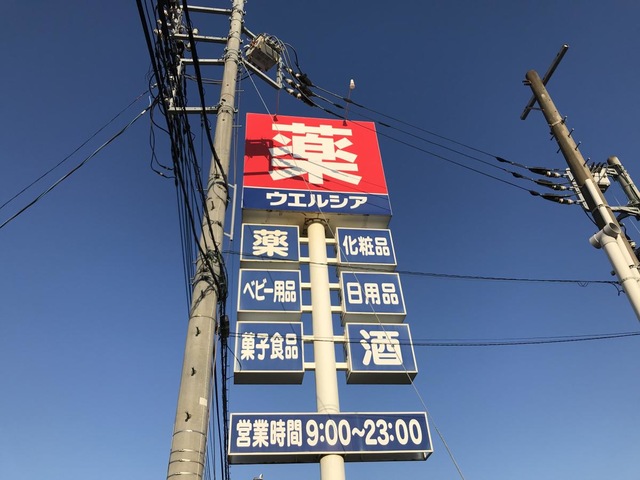 薬
ウエルシア
薬
化粧品
ベビー用品
日用品
菓子食品
酒
営業時間 9:00~23:00